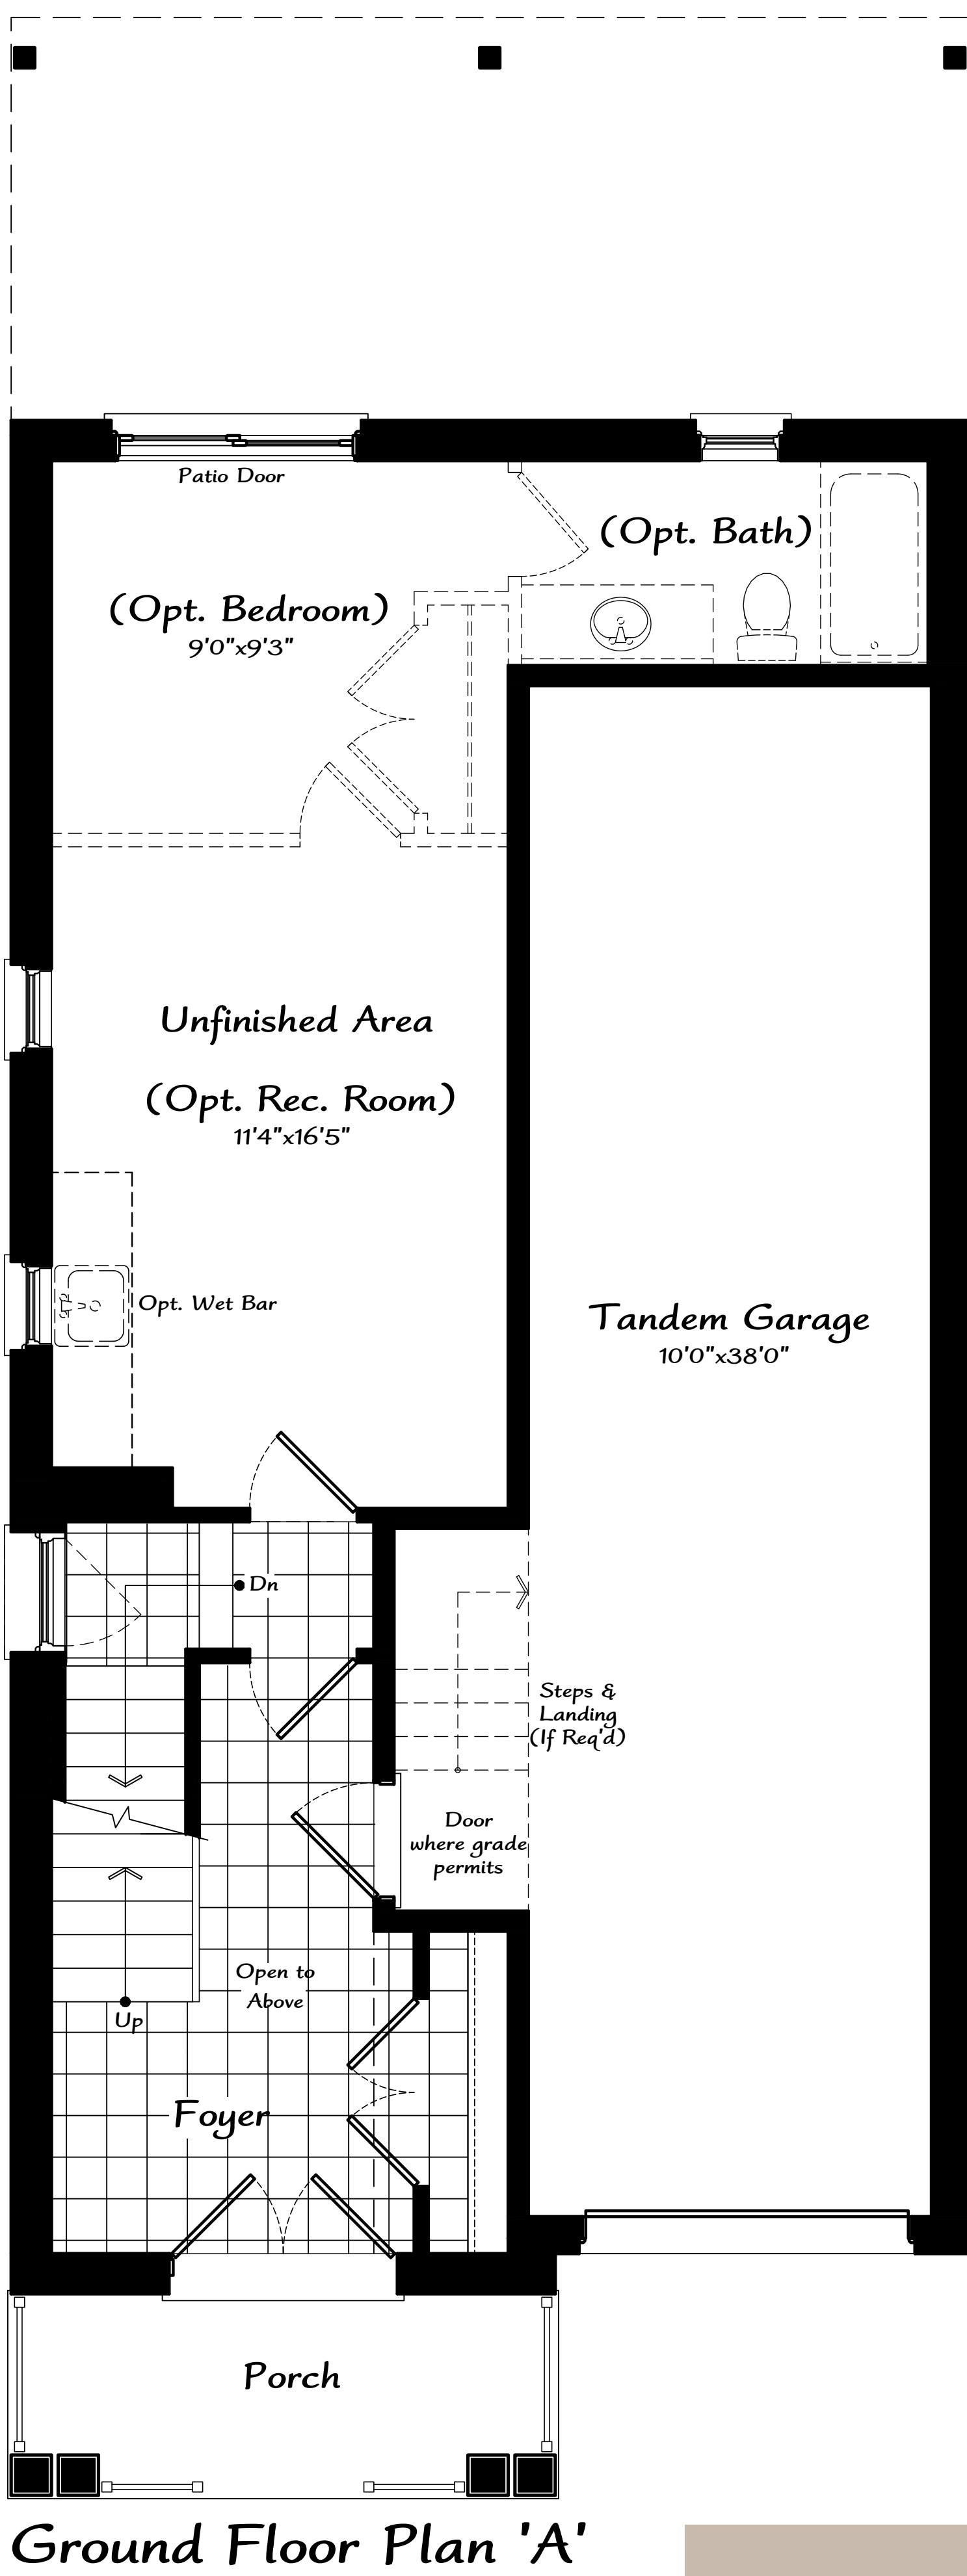 Patio Door
(Opt. Bath)
(Opt. Bedroom)
9'0"x9'3"
Unfinished Area
(Opt. Rec. Room)
11'4"x16'5"
Opt. Wet Bar
Tandem Garage
10'0"x38'0"
Dn
Steps &
Landing
(If Req'd)
Door
where grade
permits
Open to
Above
Up
Foyer
Porch
Ground Floor Plan 'A'